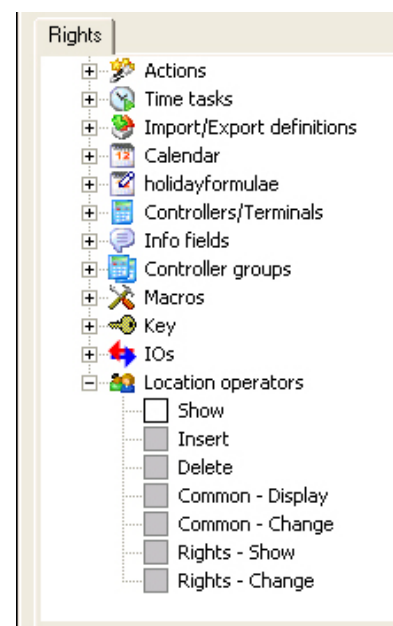 Rights
Actions
Time tasks
Import/Export definitions
12 Calendar
holidayformulae
Controllers/Terminals
Info fields
Controller groups
Macros
Key
IOs
Location operators
Show
Insert
Delete
Common - Display
Common - Change
Rights - Show
Rights - Change